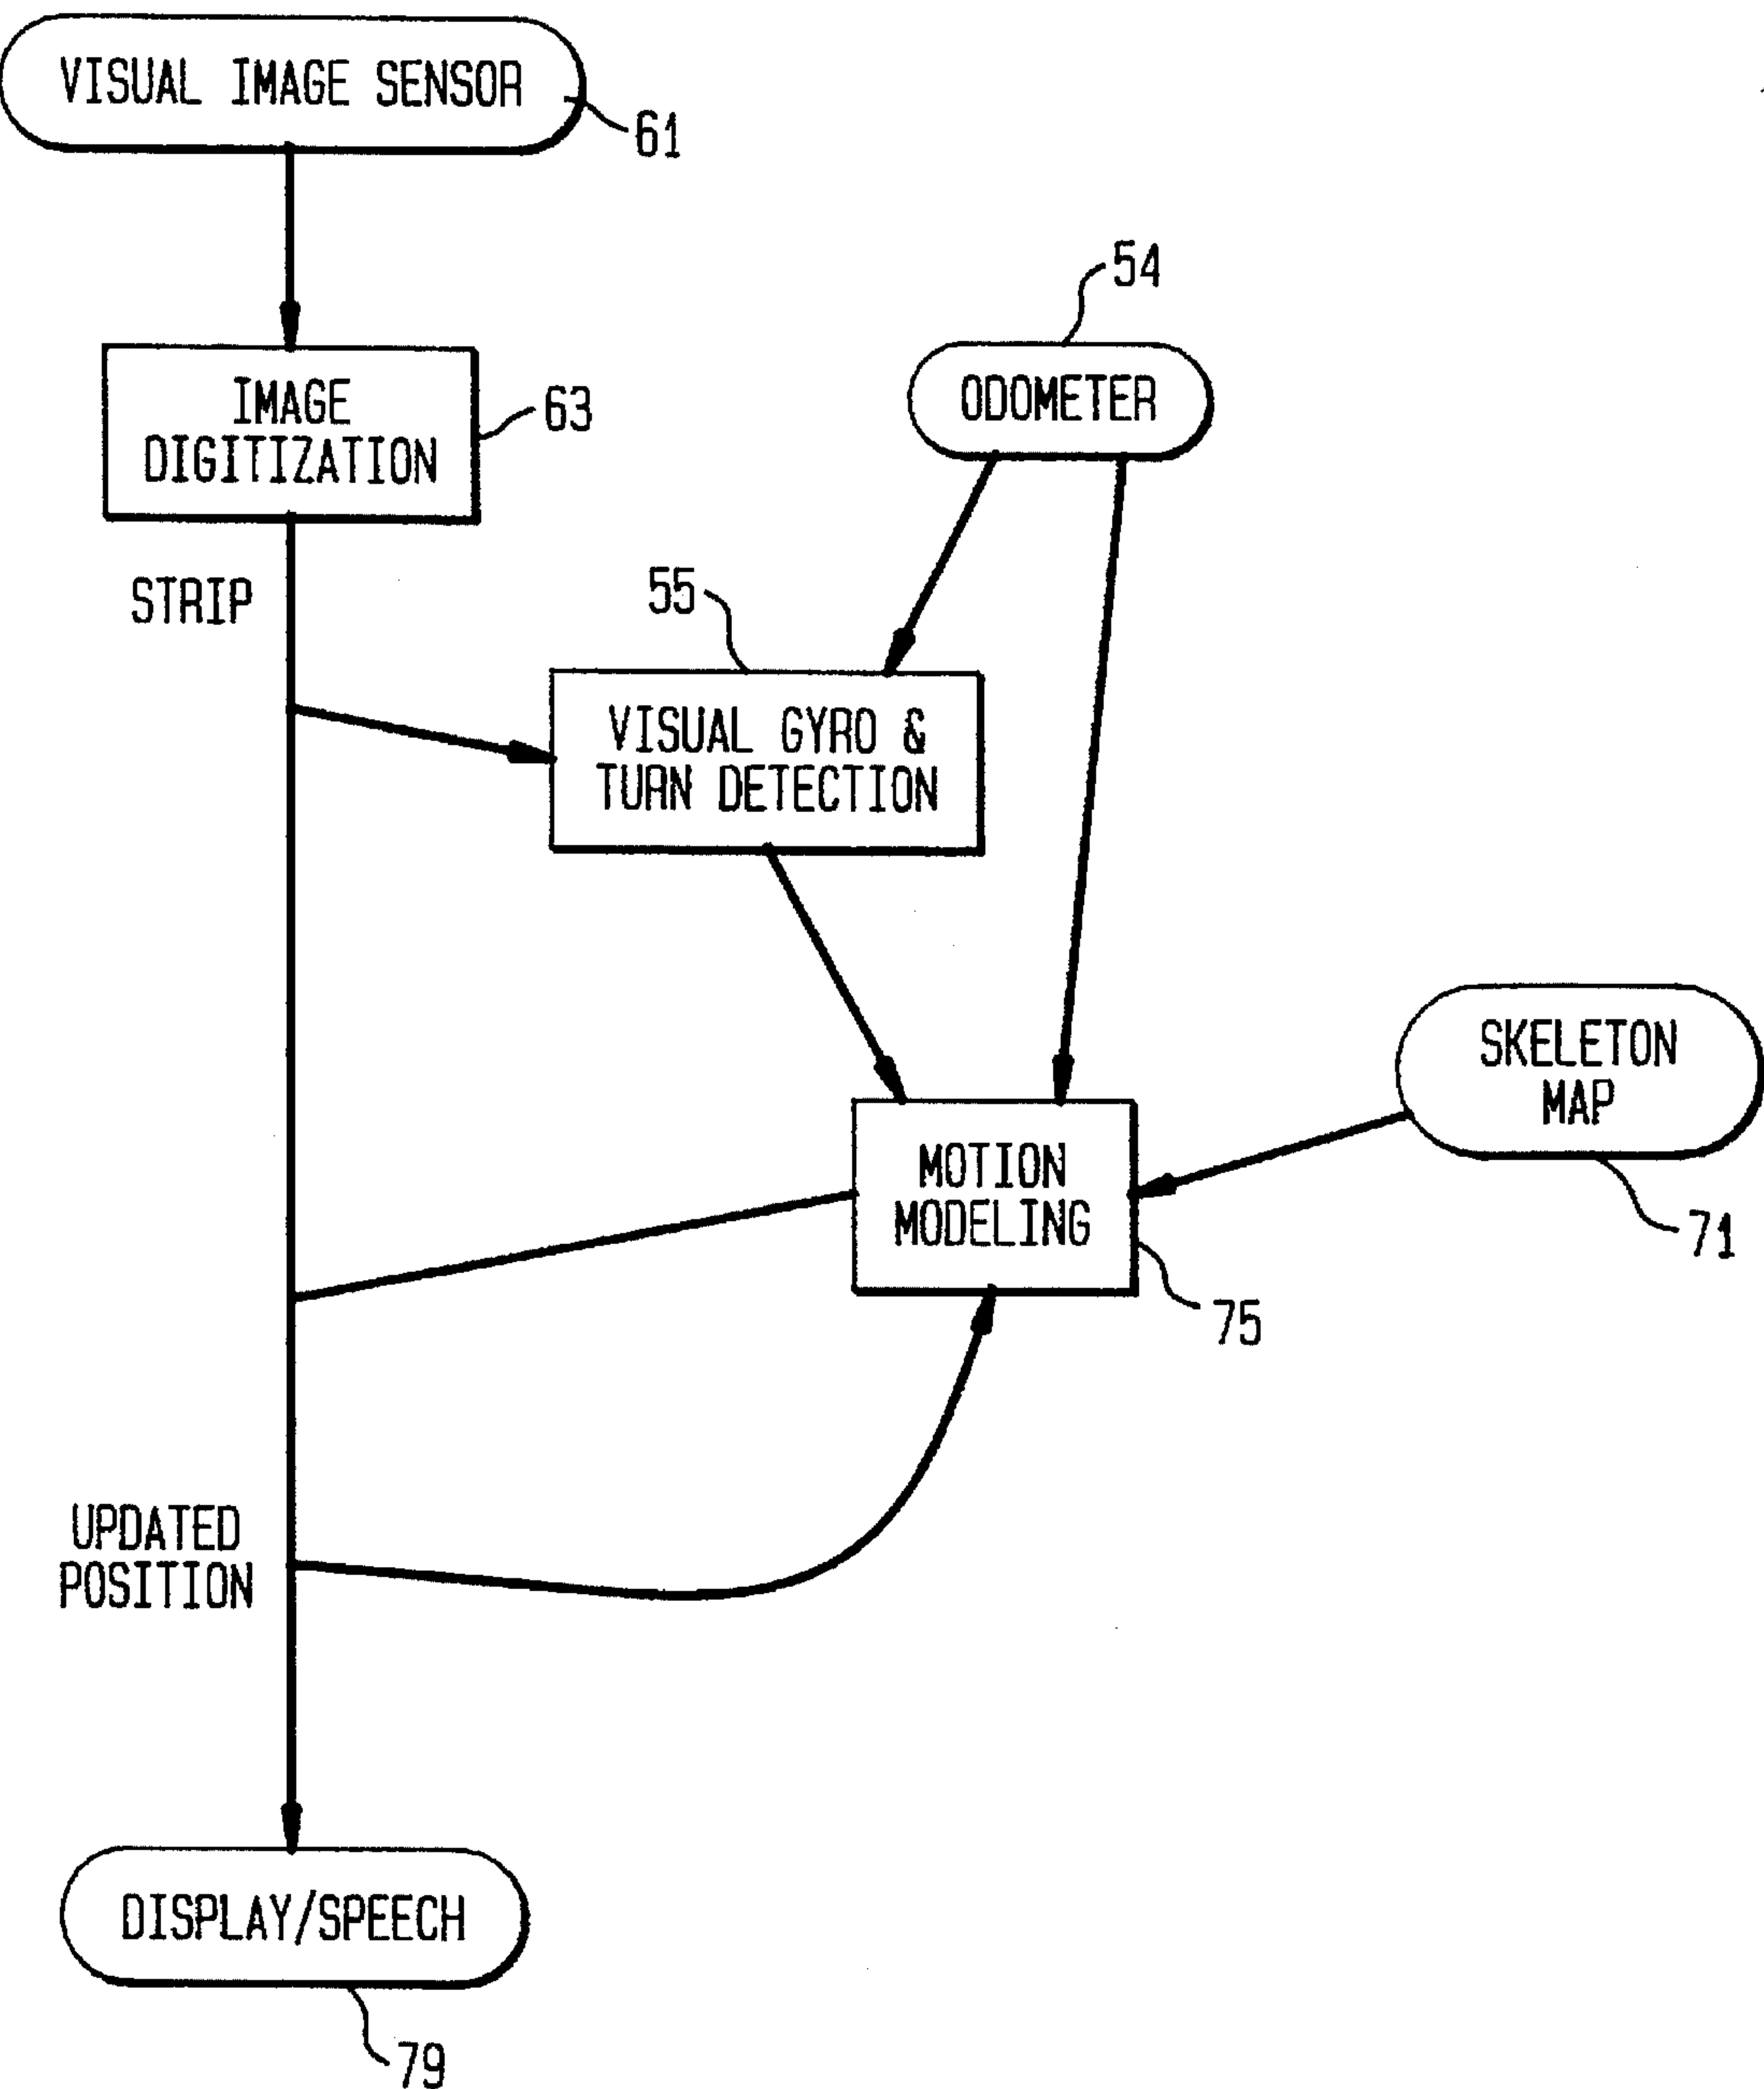 VISUAL IMAGE SENSOR
61
54
IMAGE
DIGITIZATION
63
ODOMETER
STRIP
55
VISUAL GYRO &
TURN DETECTION
SKELETON
MAP
71
MOTION
MODELING
75
UPDATED
POSITION
DISPLAY/SPEECH
79